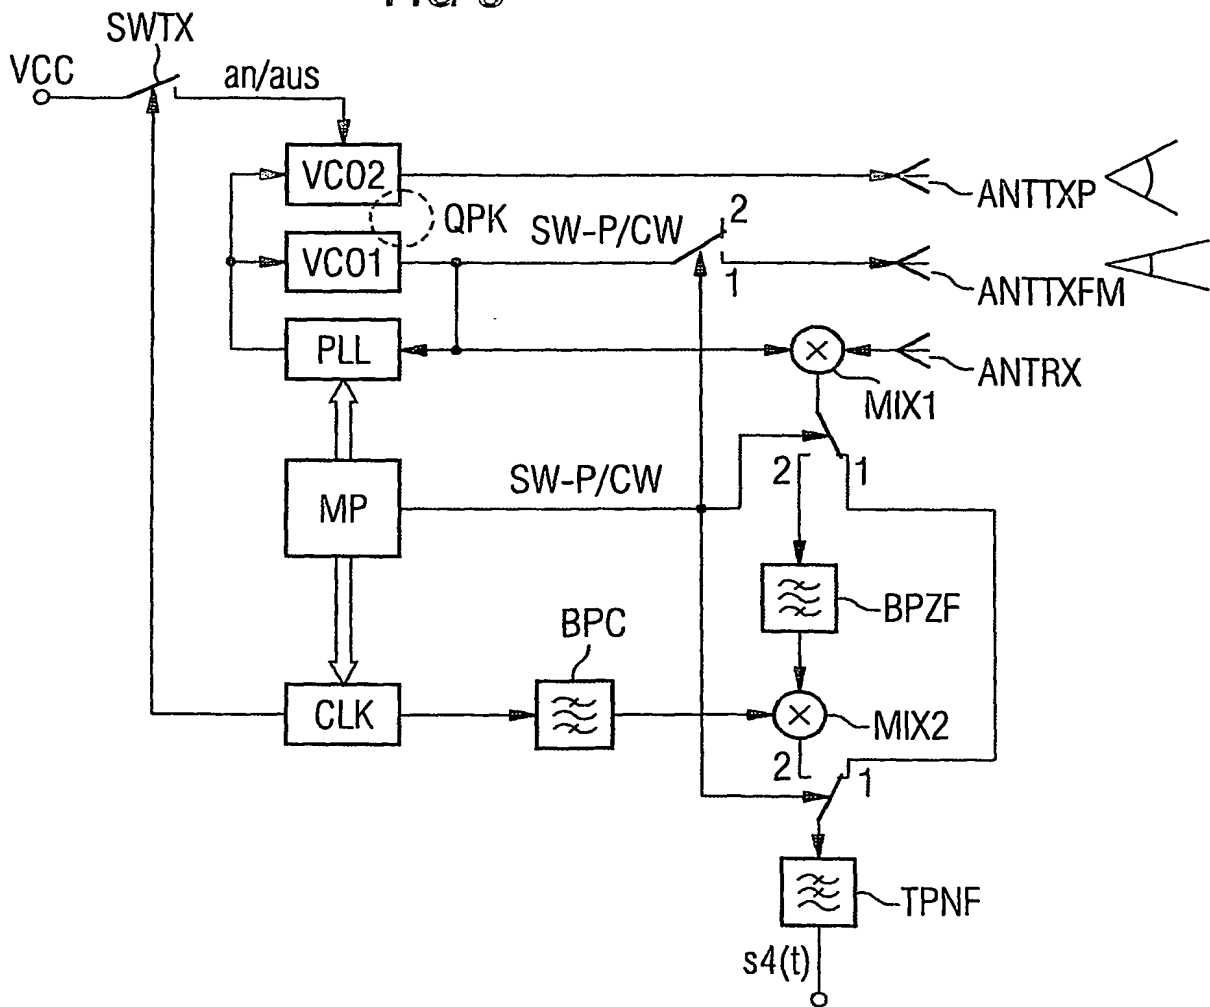 SWTX
VCC
an/aus
VCO2
ANTTXP
QPK
SW-P/CW
2
VCO1
1
ANTTXFM
PLL
ANTRX
MIX1
2
1
SW-P/CW
MP
BPZF
BPC
CLK
MIX2
2
1
TPNF
s4(t)